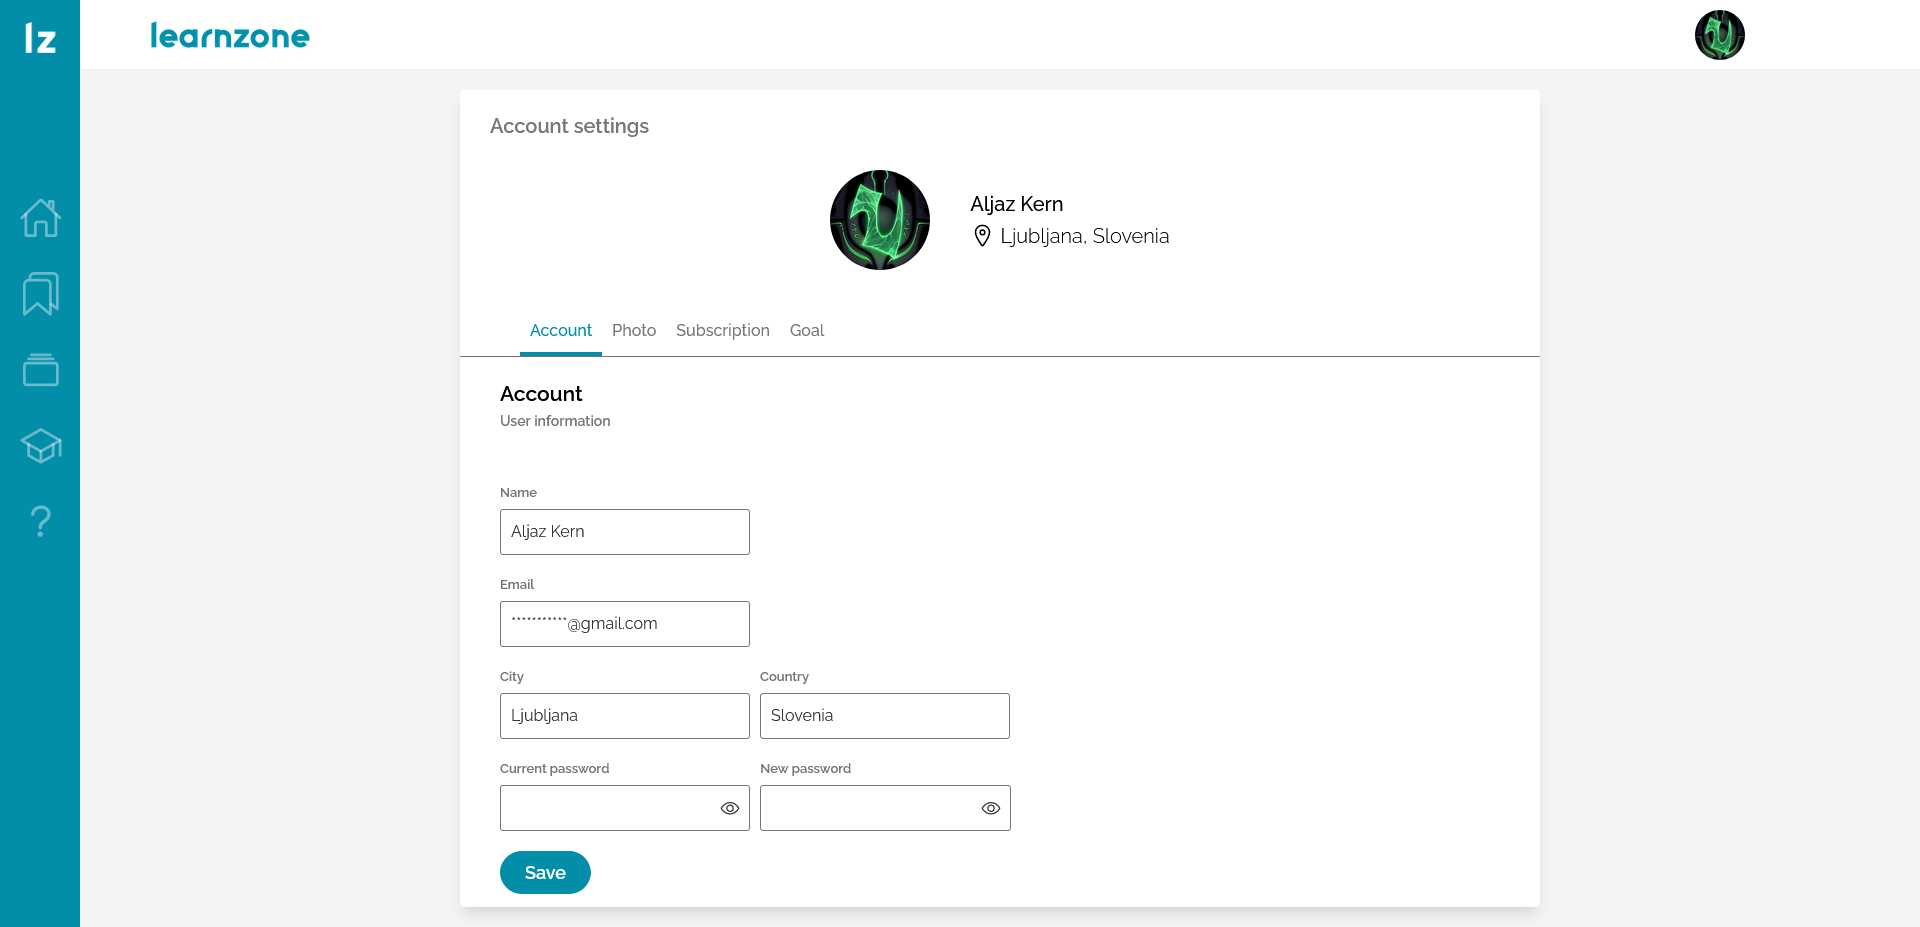 lz
learnzone
Account settings
Aljaz Kern
Ljubljana, Slovenia
Account Photo Subscription Goal
Account
User information
Name
Aljaz Kern
Email
***********@gmail.com
City Country
Ljubljana Slovenia
Current password New password
Save